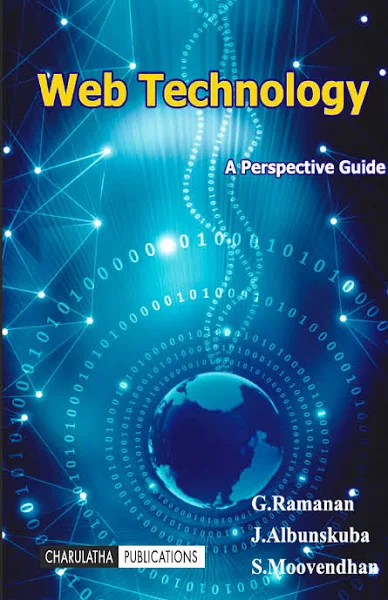 Web Technology
A Perspective Guide
G.Ramanan
J.Albunskuba
S.Moovendhan
CHARULATHA PUBLICATIONS